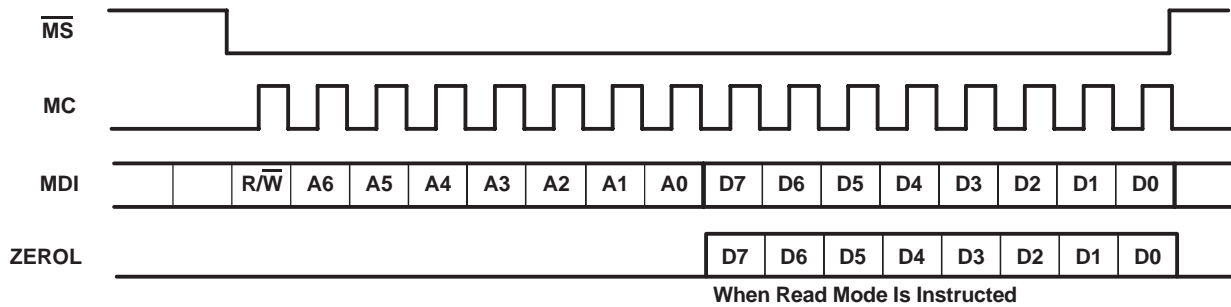 M̅S̅
MC
MDI R/W̅ A6 A5 A4 A3 A2 A1 A0 D7 D6 D5 D4 D3 D2 D1 D0
ZEROL D7 D6 D5 D4 D3 D2 D1 D0
When Read Mode Is Instructed